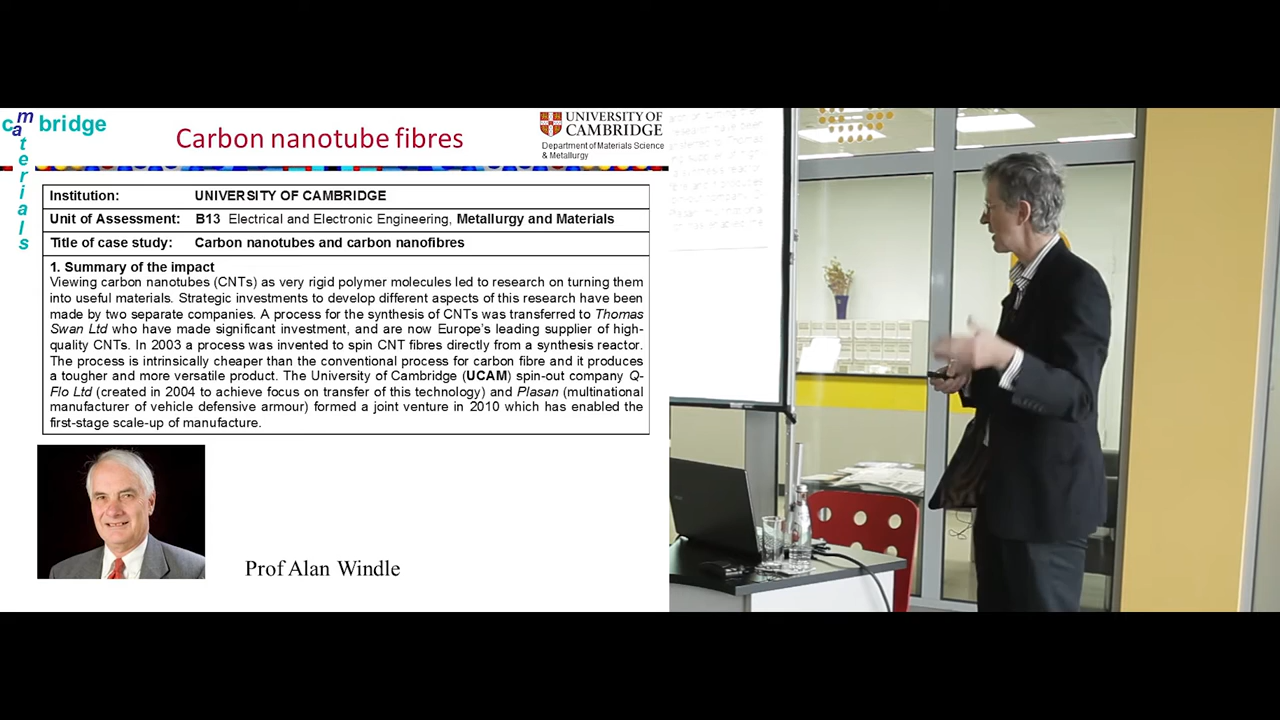 cambridge
materials
Carbon nanotube fibres
UNIVERSITY OF
CAMBRIDGE
Department of Materials Science
& Metallurgy
Institution: UNIVERSITY OF CAMBRIDGE
Unit of Assessment: B13 Electrical and Electronic Engineering, Metallurgy and Materials
Title of case study: Carbon nanotubes and carbon nanofibres
1. Summary of the impact
Viewing carbon nanotubes (CNTs) as very rigid polymer molecules led to research on turning them
into useful materials. Strategic investments to develop different aspects of this research have been
made by two separate companies. A process for the synthesis of CNTs was transferred to Thomas
Swan Ltd who have made significant investment, and are now Europe's leading supplier of high-
quality CNTs. In 2003 a process was invented to spin CNT fibres directly from a synthesis reactor.
The process is intrinsically cheaper than the conventional process for carbon fibre and it produces
a tougher and more versatile product. The University of Cambridge (UCAM) spin-out company Q-
Flo Ltd (created in 2004 to achieve focus on transfer of this technology) and Plasan (multinational
manufacturer of vehicle defensive armour) formed a joint venture in 2010 which has enabled the
first-stage scale-up of manufacture.
Prof Alan Windle